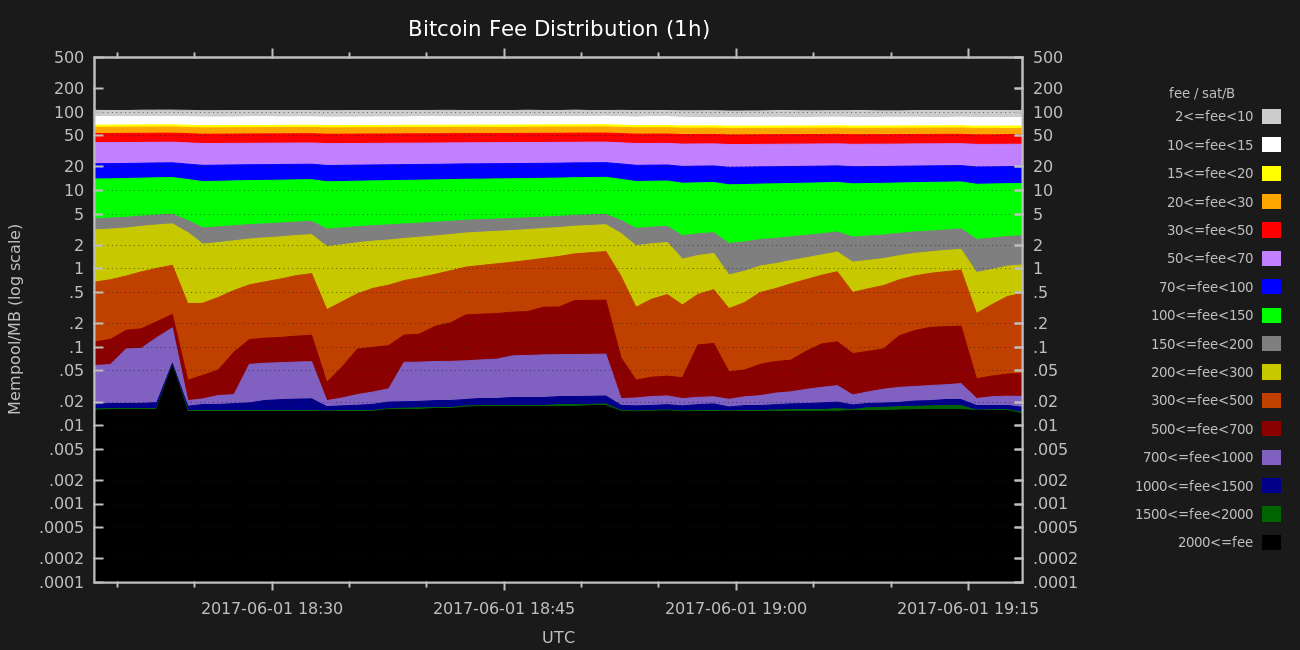 Bitcoin Fee Distribution (1h)
Mempool/MB (log scale)
500
200
100
50
20
10
5
2
1
.5
.2
.1
.05
.02
.01
.005
.002
.001
.0005
.0002
.0001
500
200
100
50
20
10
5
2
1
.5
.2
.1
.05
.02
.01
.005
.002
.001
.0005
.0002
.0001
2017-06-01 18:30 2017-06-01 18:45 2017-06-01 19:00 2017-06-01 19:15
UTC
fee / sat/B
2<=fee<10
10<=fee<15
15<=fee<20
20<=fee<30
30<=fee<50
50<=fee<70
70<=fee<100
100<=fee<150
150<=fee<200
200<=fee<300
300<=fee<500
500<=fee<700
700<=fee<1000
1000<=fee<1500
1500<=fee<2000
2000<=fee